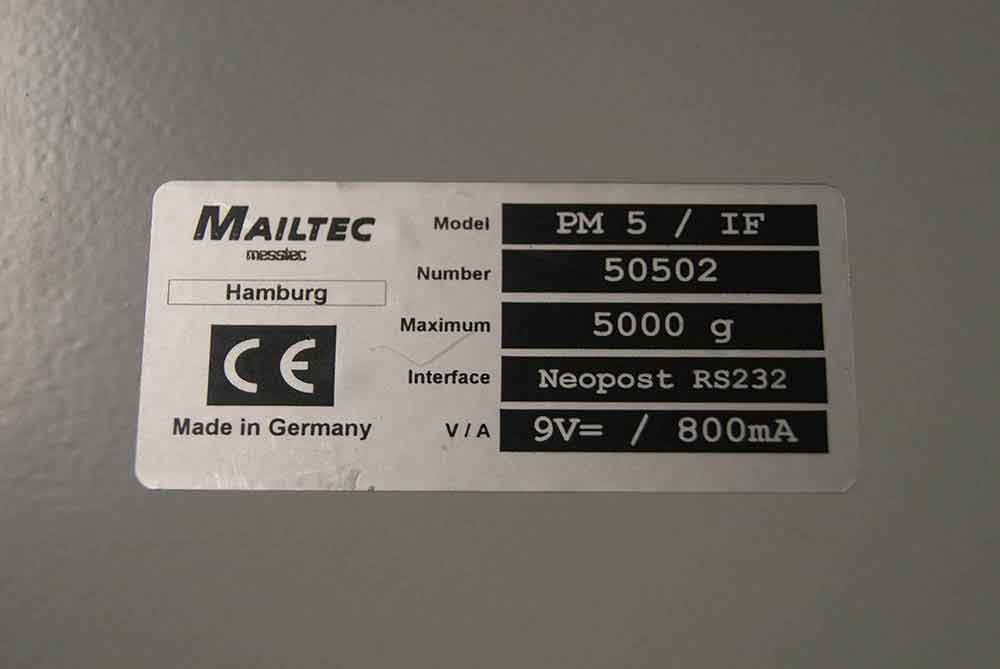 MAILTEC
messtec
Hamburg
CE
Made in Germany
Model PM 5 / IF
Number 50502
Maximum 5000 g
Interface Neopost RS232
V / A 9V= / 800mA